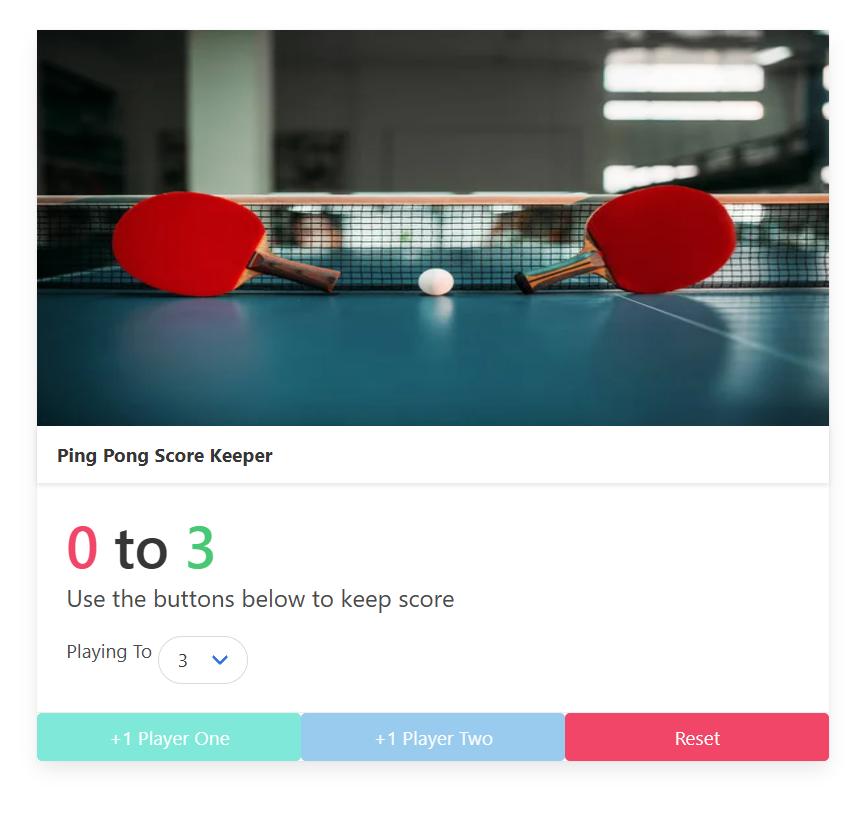 Ping Pong Score Keeper
0 to 3
Use the buttons below to keep score
Playing To 3
+1 Player One +1 Player Two Reset